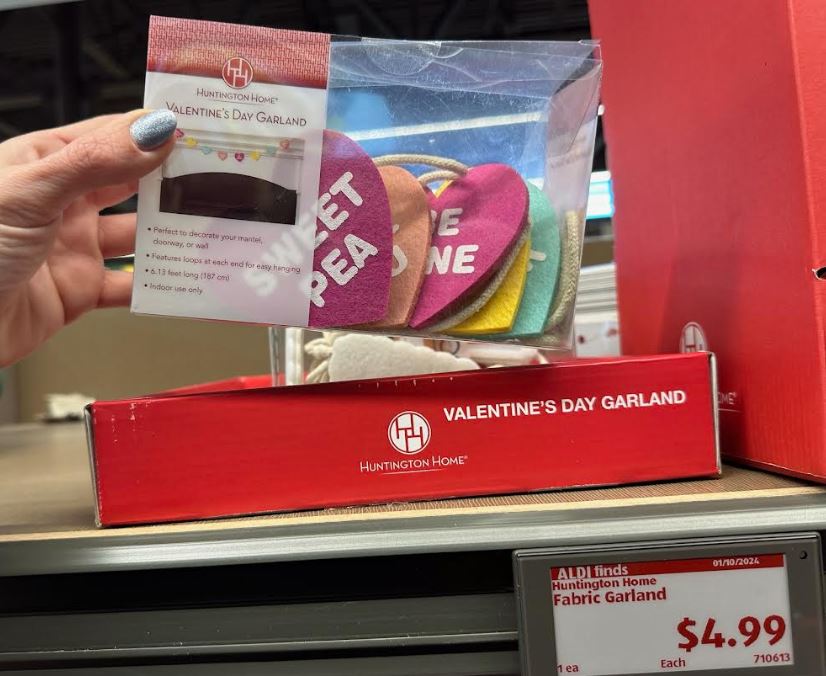 HUNTINGTON HOME®
VALENTINE'S DAY GARLAND
• Perfect to decorate your mantel,
doorway, or wall
• Features loops at each end for easy hanging
• 6.13 feet long (187 cm)
• Indoor use only
SWEET
PEA
VALENTINE'S DAY GARLAND
HUNTINGTON HOME®
ALDI finds
01/10/2024
Huntington Home
Fabric Garland
$4.99
1 ea
Each
710613